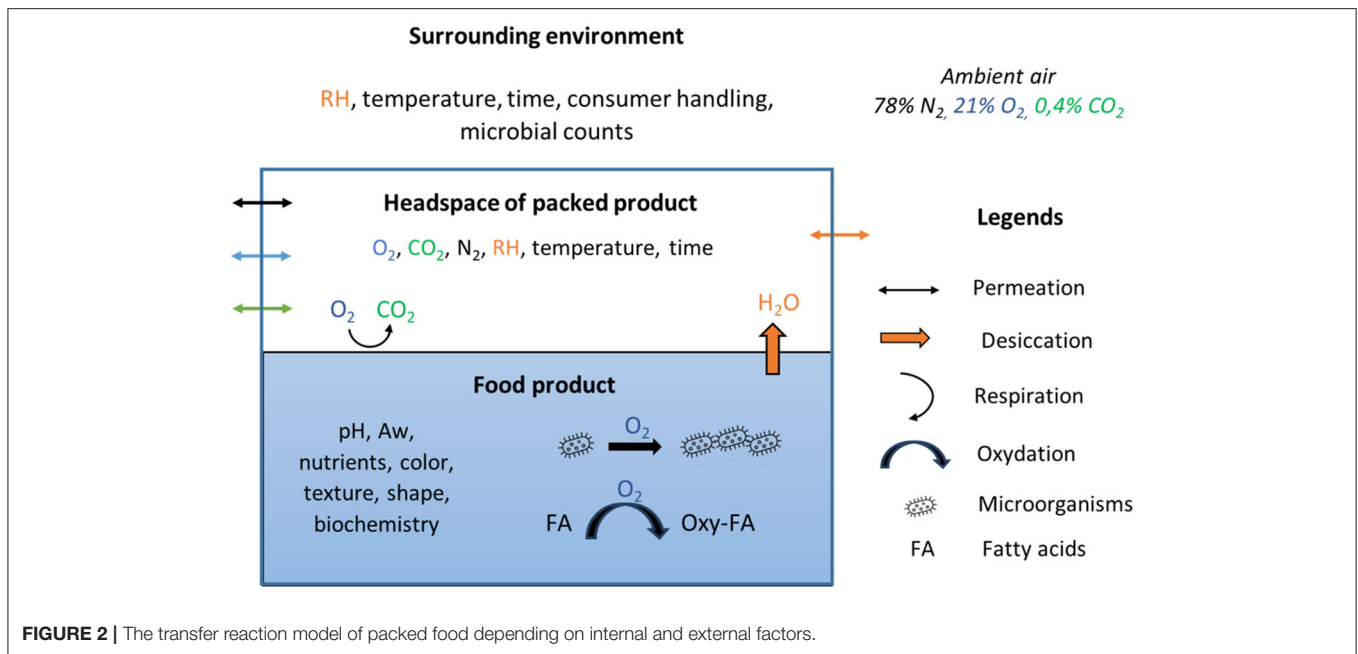 Surrounding environment
RH, temperature, time, consumer handling,
microbial counts
Ambient air
78% N₂, 21% O₂, 0,4% CO₂
Headspace of packed product
O₂, CO₂, N₂, RH, temperature, time
O₂ CO₂
H₂O
Food product
pH, Aw,
nutrients, color,
texture, shape,
biochemistry
O₂
O₂
FA Oxy-FA
Legends
Permeation
Desiccation
Respiration
Oxydation
Microorganisms
FA Fatty acids
FIGURE 2 | The transfer reaction model of packed food depending on internal and external factors.